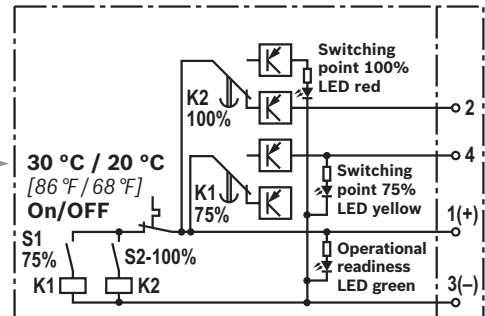 Switching
point 100%
LED red
K2
100%
2
4
30 °C / 20 °C
[86 °F / 68 °F]
On/OFF
K1
75%
Switching
point 75%
LED yellow
1(+)
S1
75%
S2-100%
Operational
readiness
LED green
K1
K2
3(–)